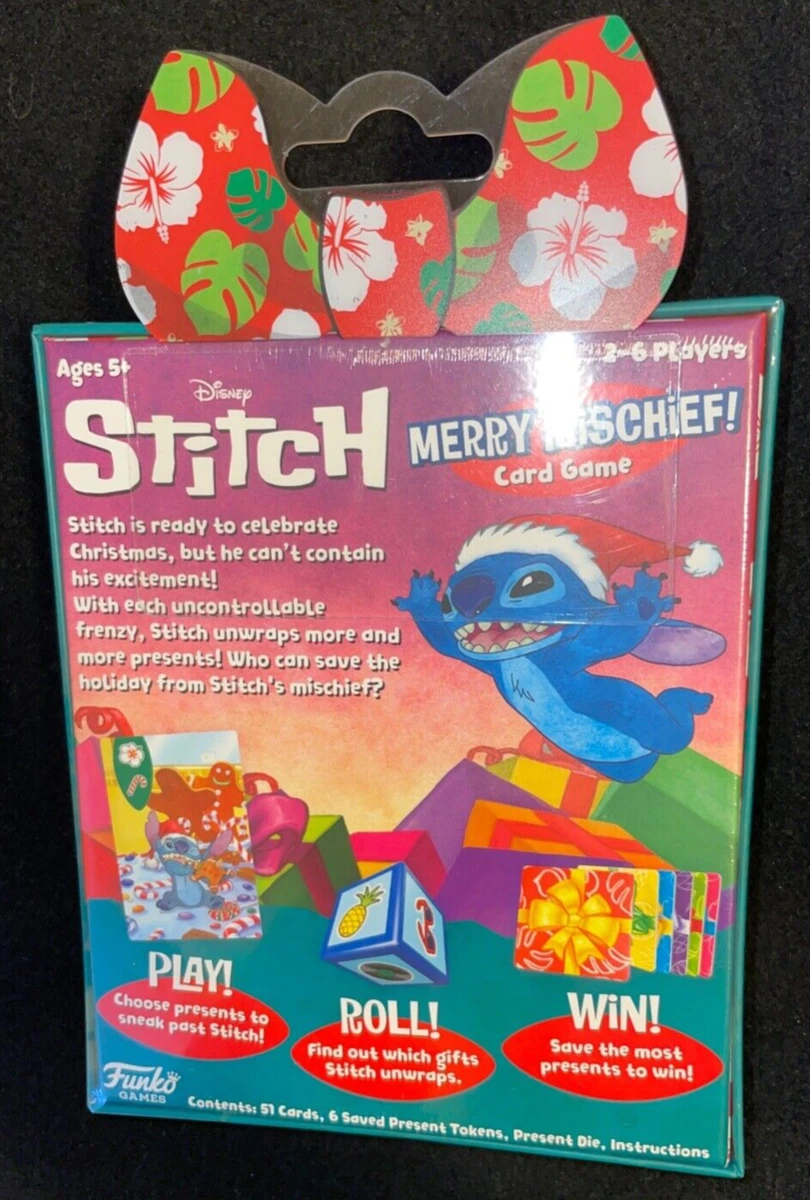 Ages 5+
2-6 Players
Disney
Stitch
MERRY MISCHiEF!
Card Game
Stitch is ready to celebrate
Christmas, but he can't contain
his excitement!
With each uncontrollable
frenzy, Stitch unwraps more and
more presents! Who can save the
holiday from Stitch's mischief?
PLAY!
Choose presents to
sneak past Stitch!
ROLL!
Find out which gifts
Stitch unwraps.
WiN!
Save the most
presents to win!
Funko
GAMES
Contents: 51 Cards, 6 Saved Present Tokens, Present Die, Instructions